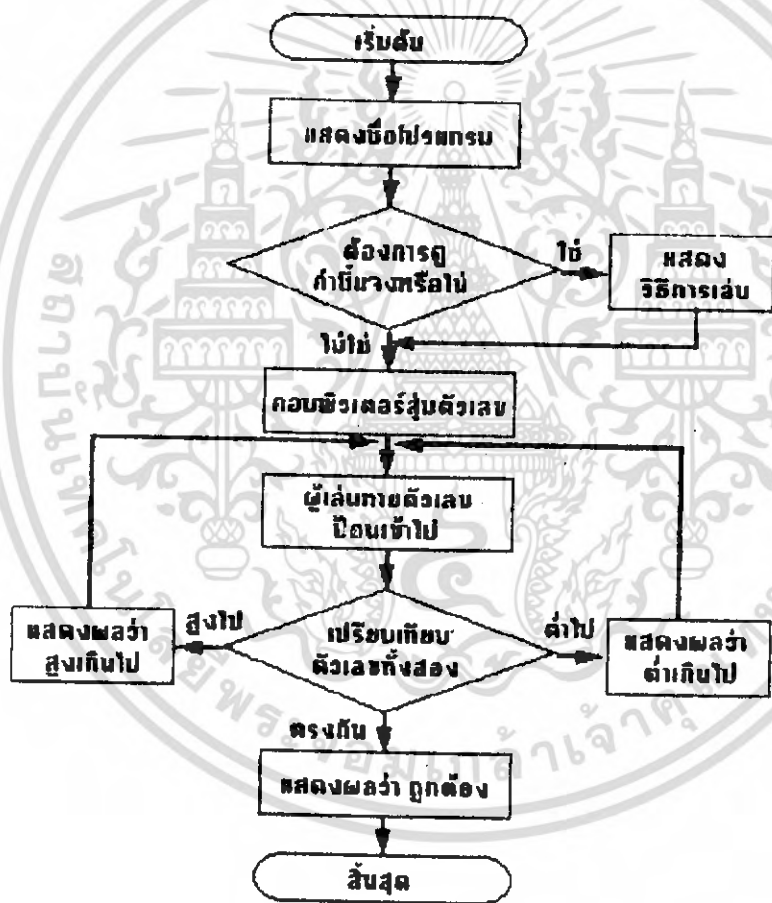 เริ่มต้น
แสดงชื่อโปรแกรม
ต้องการดู
คำชี้แจงหรือไม่
ใช่
แสดง
วิธีการเล่น
ไม่ใช่
คอมพิวเตอร์สุ่มตัวเลข
ผู้เล่นทายตัวเลข
ป้อนเข้าไป
แสดงผลว่า
สูงเกินไป
สูงไป
เปรียบเทียบ
ตัวเลขทั้งสอง
ต่ำไป
แสดงผลว่า
ต่ำเกินไป
ตรงกัน
แสดงผลว่า ถูกต้อง
สิ้นสุด